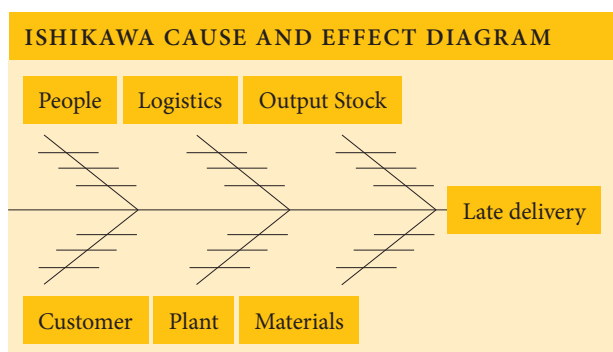 ISHIKAWA CAUSE AND EFFECT DIAGRAM
People Logistics Output Stock
Late delivery
Customer Plant Materials